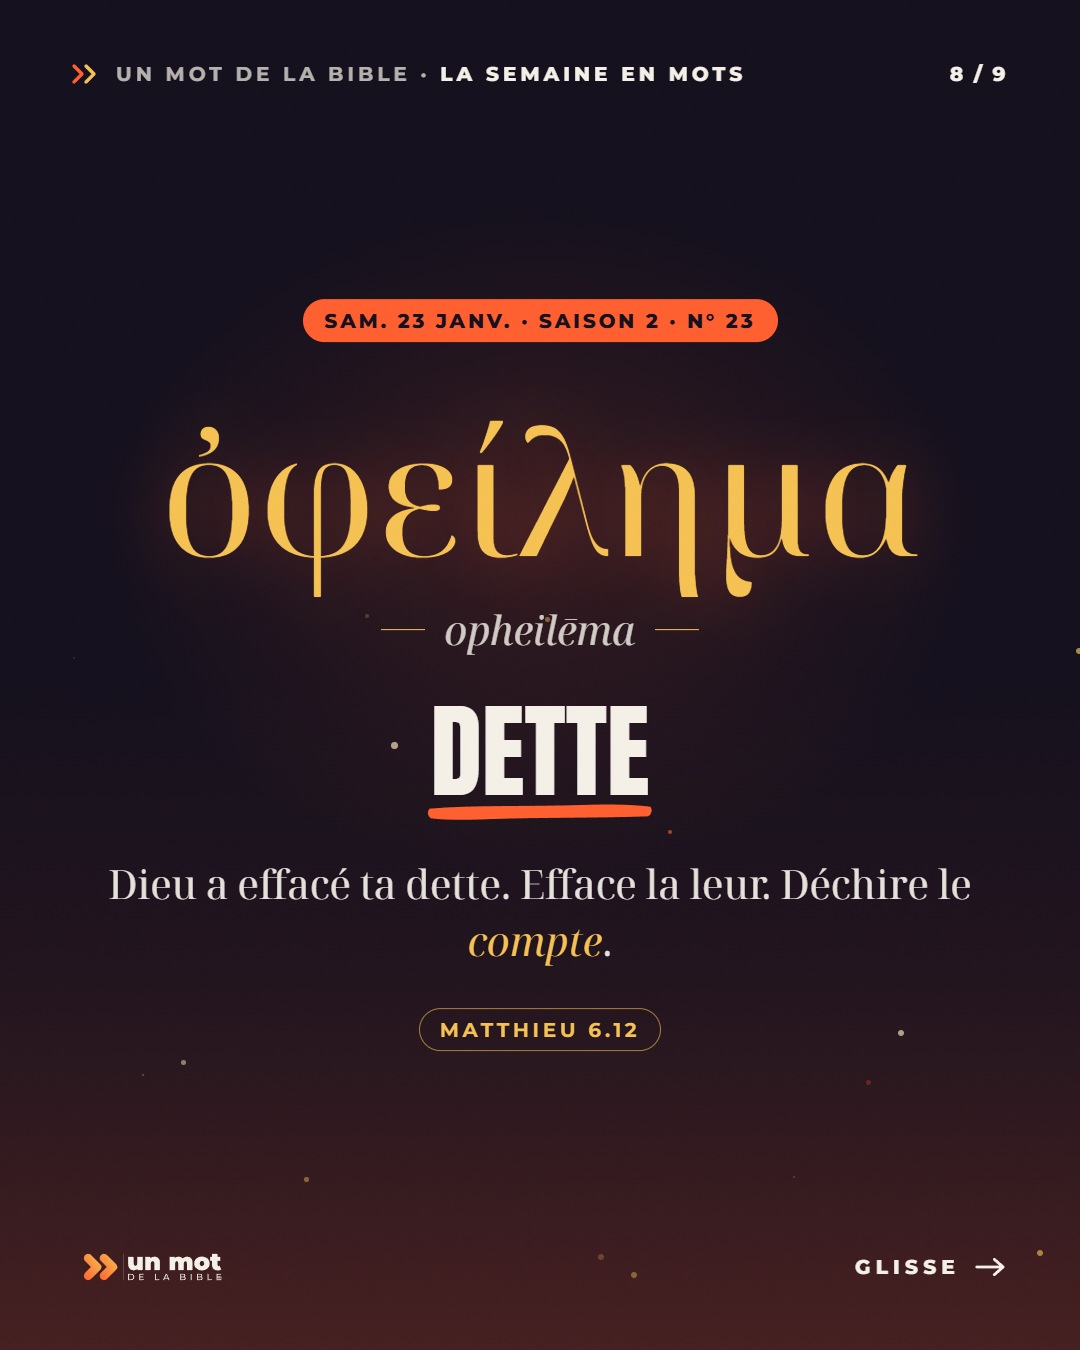 UN MOT DE LA BIBLE · LA SEMAINE EN MOTS
8 / 9
SAM. 23 JANV. · SAISON 2 · N° 23
ὀφείλημα
opheilēma
DETTE
Dieu a effacé ta dette. Efface la leur. Déchire le
compte.
MATTHIEU 6.12
un mot
DE LA BIBLE
GLISSE →